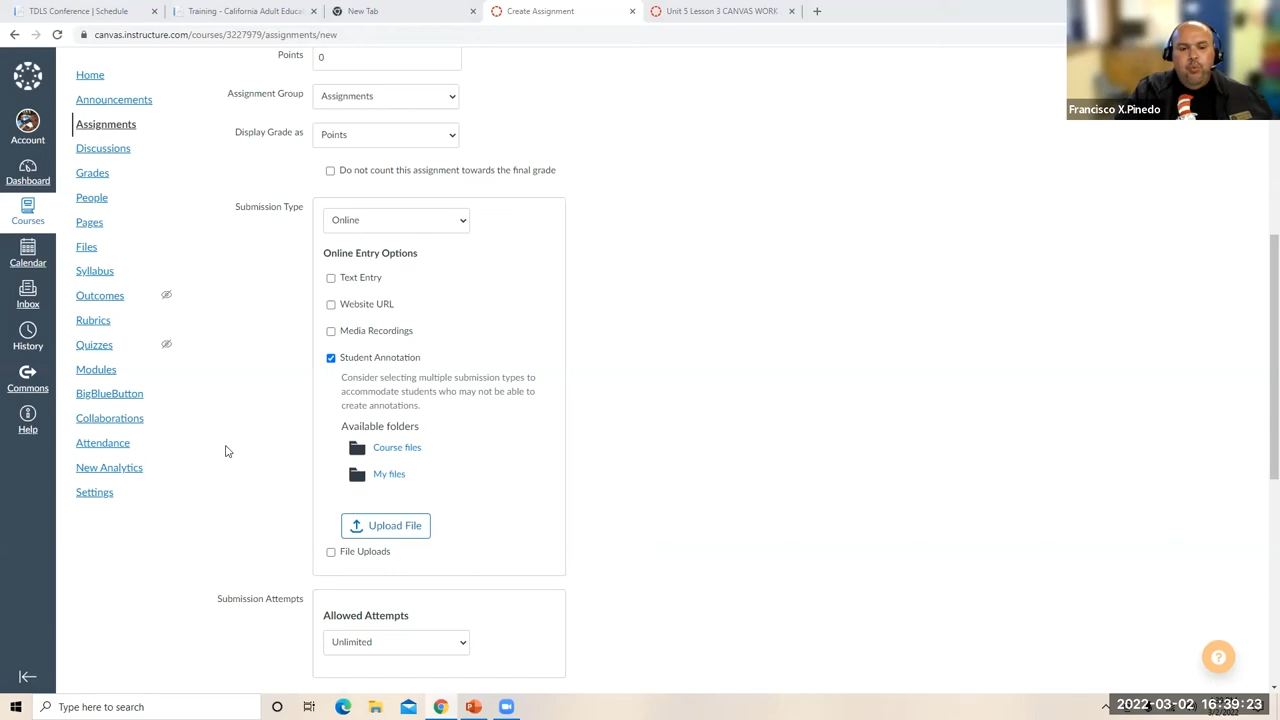 TDLS Conference | Schedule
Training - California Adult Educa
New Tab
Create Assignment
Unit 5 Lesson 3 CANVAS WORK
canvas.instructure.com/courses/3227979/assignments/new
Francisco X.Pinedo
Account
Dashboard
Courses
Calendar
Inbox
History
Commons
Help
Home
Announcements
Assignments
Discussions
Grades
People
Pages
Files
Syllabus
Outcomes
Rubrics
Quizzes
Modules
BigBlueButton
Collaborations
Attendance
New Analytics
Settings
Points 0
Assignment Group Assignments
Display Grade as Points
Do not count this assignment towards the final grade
Submission Type Online
Online Entry Options
Text Entry
Website URL
Media Recordings
Student Annotation
Consider selecting multiple submission types to
accommodate students who may not be able to
create annotations.
Available folders
Course files
My files
Upload File
File Uploads
Submission Attempts
Allowed Attempts
Unlimited
Type here to search
2022-03-02 16:39:23